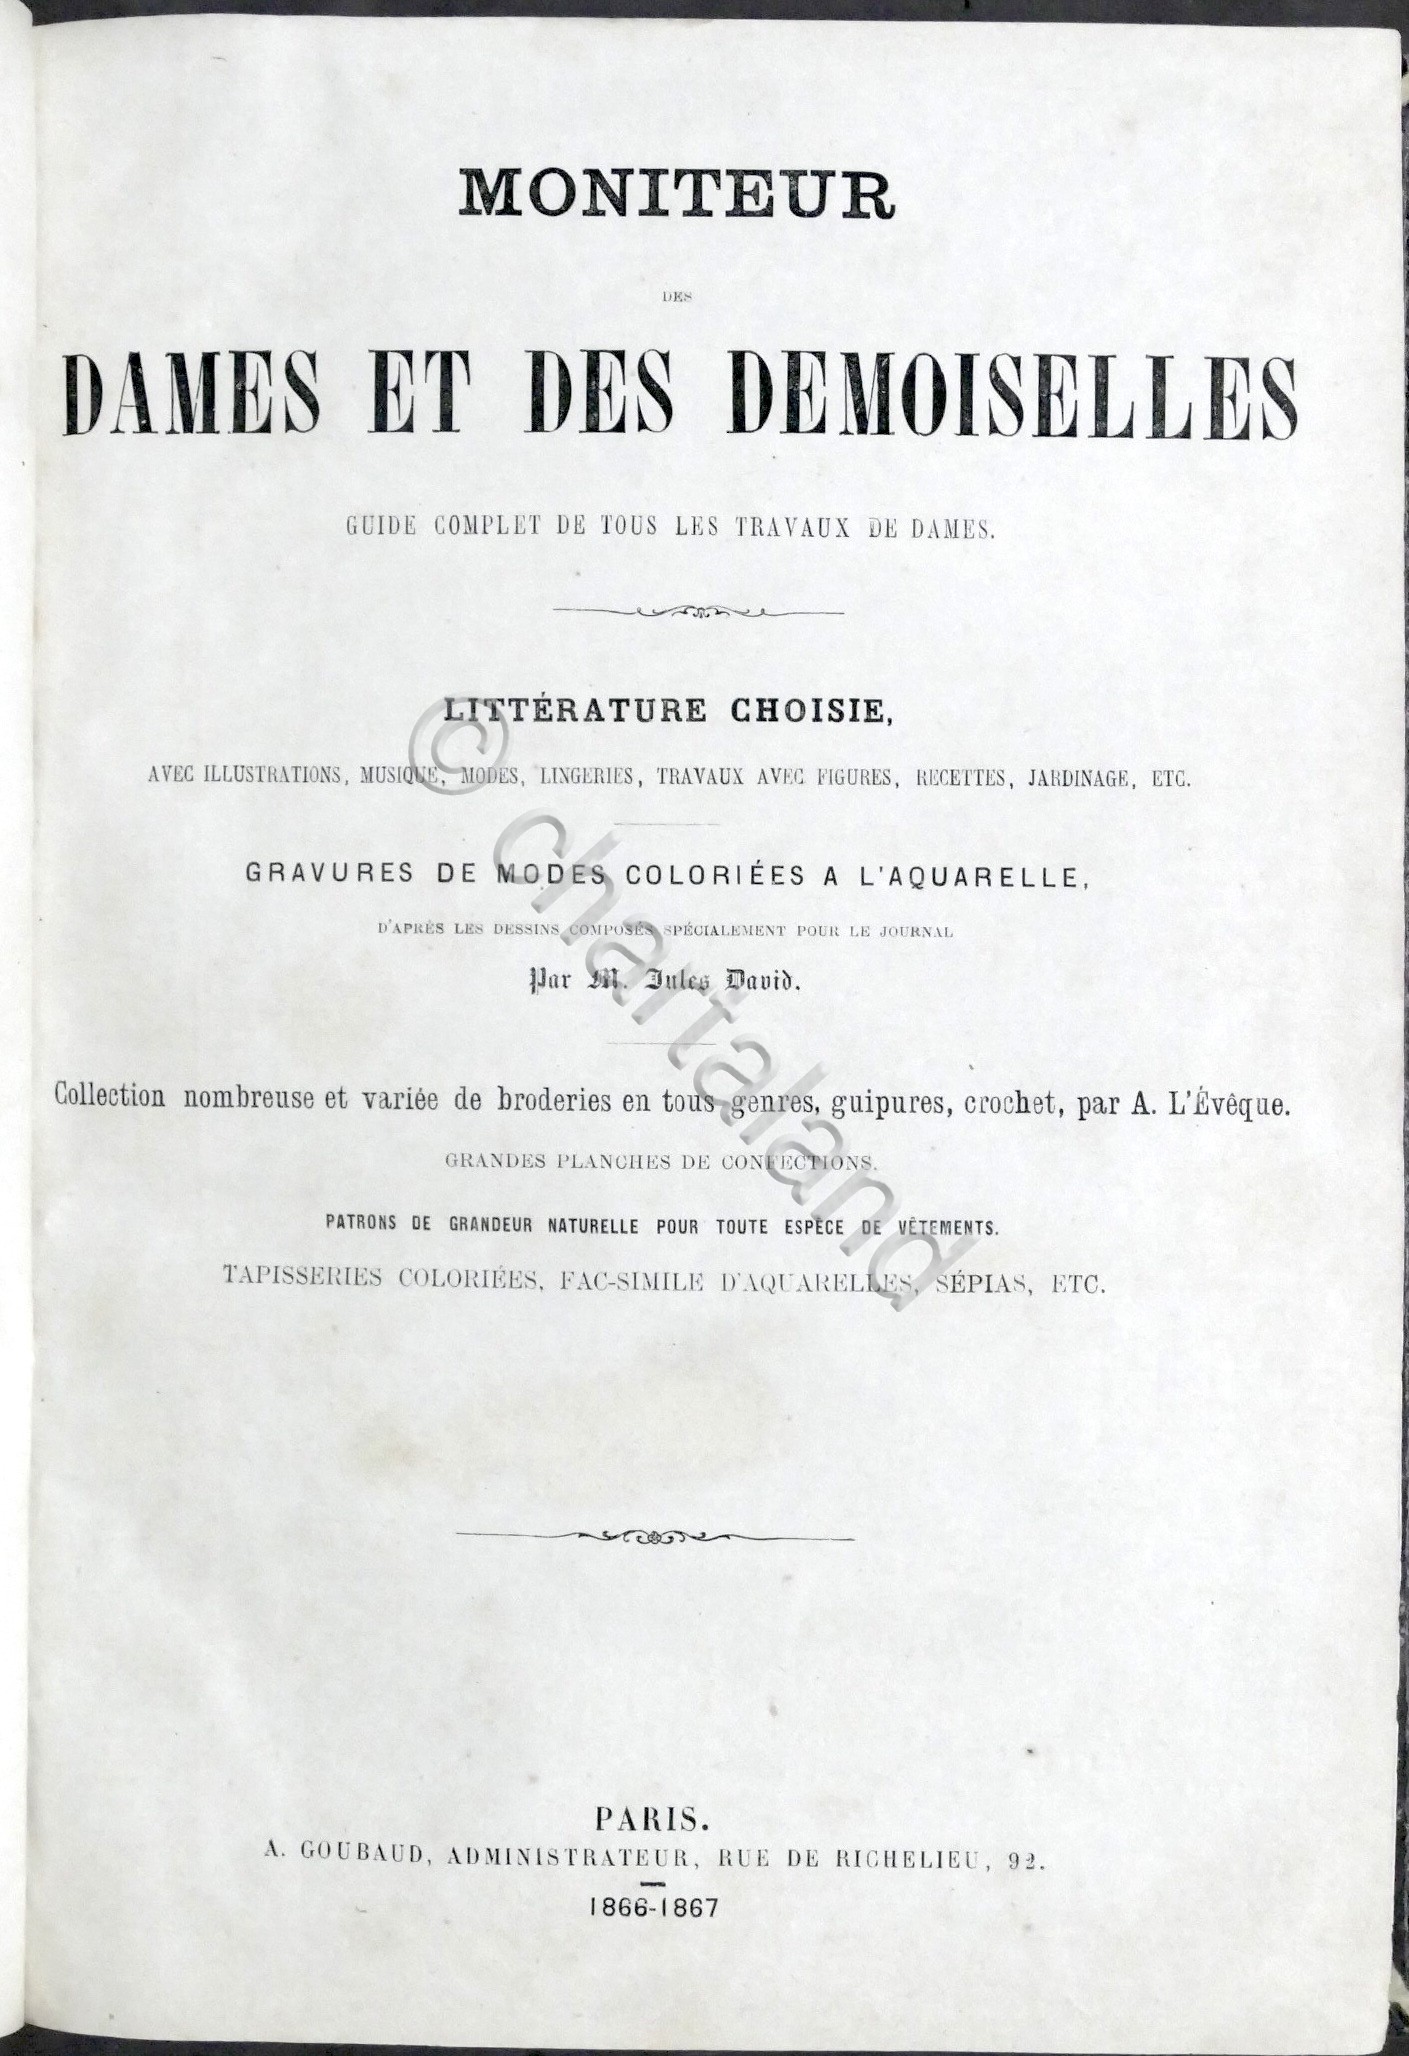 MONITEUR
DES
DAMES ET DES DEMOISELLES
GUIDE COMPLET DE TOUS LES TRAVAUX DE DAMES.
LITTÉRATURE CHOISIE,
AVEC ILLUSTRATIONS, MUSIQUE, MODES, LINGERIES, TRAVAUX AVEC FIGURES, RECETTES, JARDINAGE, ETC.
GRAVURES DE MODES COLORIÉES A L'AQUARELLE,
D'APRÈS LES DESSINS COMPOSÉS SPÉCIALEMENT POUR LE JOURNAL
Par M. Jules David.
Collection nombreuse et variée de broderies en tous genres, guipures, crochet, par A. L'Évêque.
GRANDES PLANCHES DE CONFECTIONS.
PATRONS DE GRANDEUR NATURELLE POUR TOUTE ESPÈCE DE VÊTEMENTS.
TAPISSERIES COLORIÉES, FAC-SIMILE D'AQUARELLES, SÉPIAS, ETC.
PARIS.
A. GOUBAUD, ADMINISTRATEUR, RUE DE RICHELIEU, 92.
1866-1867
© chartaland